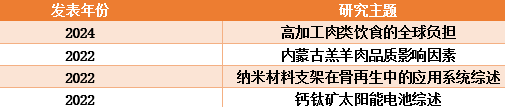 发表年份 研究主题
2024 高加工肉类饮食的全球负担
2022 内蒙古羔羊肉品质影响因素
2022 纳米材料支架在骨再生中的应用系统综述
2022 钙钛矿太阳能电池综述